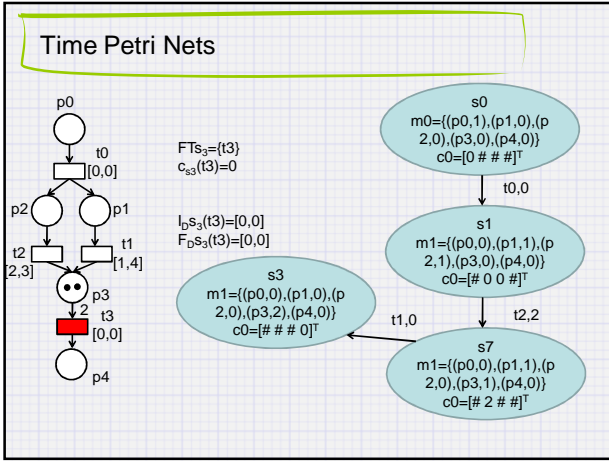 Time Petri Nets
p0
t0
[0,0]
p2
p1
t2
[2,3]
t1
[1,4]
p3
2
t3
[0,0]
p4
FTs₃={t3}
cₛ₃(t3)=0
I_Ds₃(t3)=[0,0]
F_Ds₃(t3)=[0,0]
s0
m0={(p0,1),(p1,0),(p
2,0),(p3,0),(p4,0)}
c0=[0 # # #]ᵀ
t0,0
s1
m1={(p0,0),(p1,1),(p
2,1),(p3,0),(p4,0)}
c0=[# 0 0 #]ᵀ
t2,2
s7
m1={(p0,0),(p1,1),(p
2,0),(p3,1),(p4,0)}
c0=[# 2 # #]ᵀ
t1,0
s3
m1={(p0,0),(p1,0),(p
2,0),(p3,2),(p4,0)}
c0=[# # # 0]ᵀ